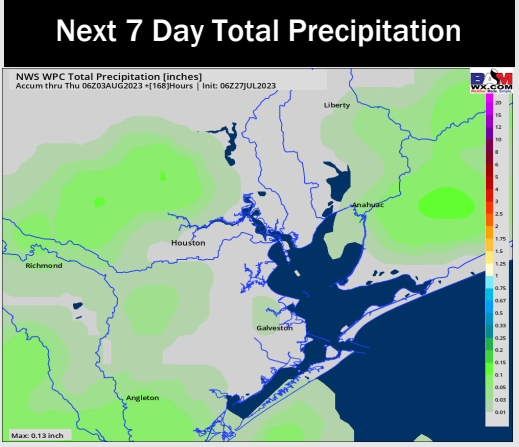 Next 7 Day Total Precipitation
NWS WPC Total Precipitation [inches]
Accum thru Thu 06Z03AUG2023 +[168]Hours | Init: 06Z27JUL2023
BAM
WX.COM
Liberty
Anahuac
Houston
Richmond
Galveston
Angleton
Max: 0.13 inch
20
15
12
10
8
6
5
4
3
2.5
2
1.75
1.5
1.25
1
0.75
0.67
0.5
0.33
0.25
0.2
0.15
0.1
0.05
0.03
0.01